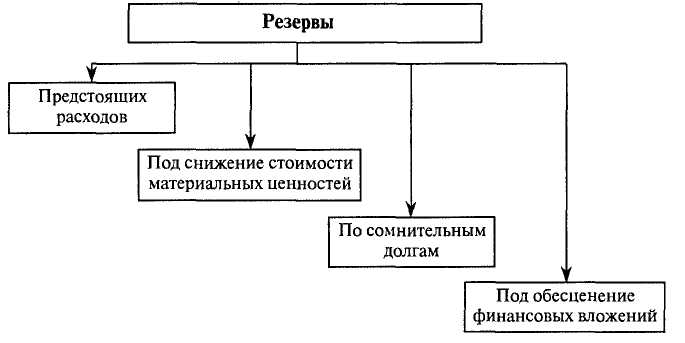 Резервы
Предстоящих
расходов
Под снижение стоимости
материальных ценностей
По сомнительным
долгам
Под обесценение
финансовых вложений